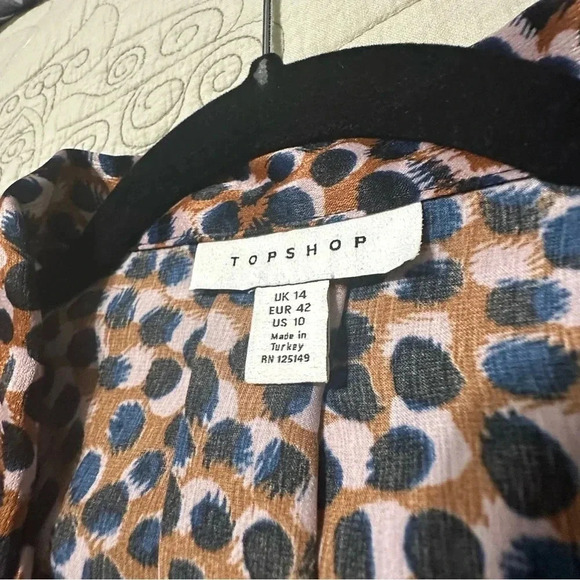 TOPSHOP
UK 14
EUR 42
US 10
Made in
Turkey
RN 125149